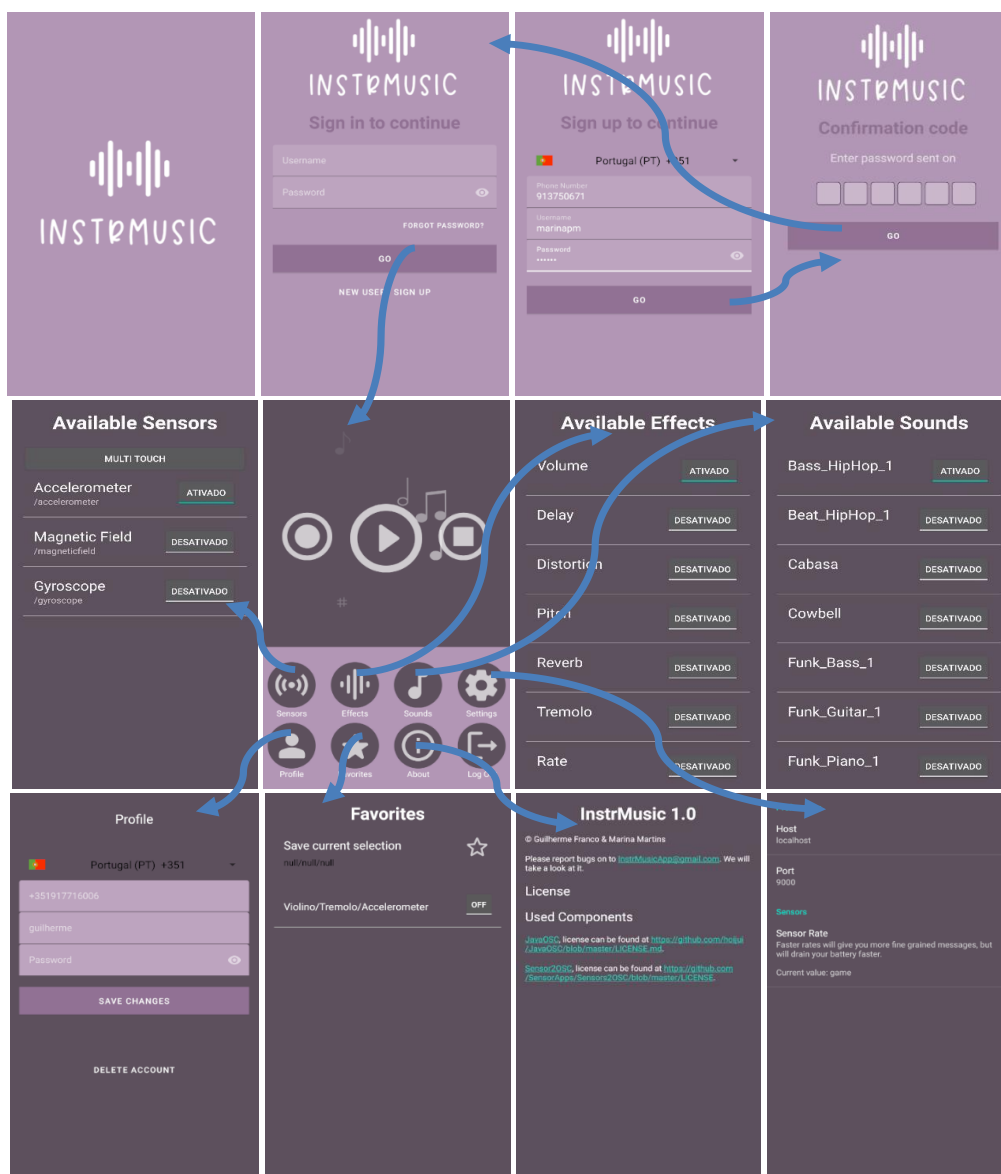 INSTRMUSIC
INSTRMUSIC
Sign in to continue
Username
Password
FORGOT PASSWORD?
GO
NEW USER? SIGN UP
INSTRMUSIC
Sign up to continue
Portugal (PT) +351
Phone Number
913750671
Username
marinapm
Password
••••••
GO
INSTRMUSIC
Confirmation code
Enter password sent on
GO
Available Sensors
MULTI TOUCH
Accelerometer
ATIVADO
/accelerometer
Magnetic Field
DESATIVADO
/magneticfield
Gyroscope
DESATIVADO
/gyroscope
#
Sensors Effects Sounds Settings
Profile Favorites About Log O
Available Effects
Volume
ATIVADO
Delay
DESATIVADO
Distortion
DESATIVADO
Pitch
DESATIVADO
Reverb
DESATIVADO
Tremolo
DESATIVADO
Rate
DESATIVADO
Available Sounds
Bass_HipHop_1
ATIVADO
Beat_HipHop_1
DESATIVADO
Cabasa
DESATIVADO
Cowbell
DESATIVADO
Funk_Bass_1
DESATIVADO
Funk_Guitar_1
DESATIVADO
Funk_Piano_1
DESATIVADO
Profile
Portugal (PT) +351
+351917716006
guilherme
Password
SAVE CHANGES
DELETE ACCOUNT
Favorites
Save current selection
null/null/null
Violino/Tremolo/Accelerometer
OFF
InstrMusic 1.0
© Guilherme Franco & Marina Martins
Please report bugs on to InstrMusicApp@gmail.com. We will
take a look at it.
License
Used Components
JavaOSC, license can be found at https://github.com/hoijui
/JavaOSC/blob/master/LICENSE.md.
Sensor2OSC, license can be found at https://github.com
/SensorApps/Sensors2OSC/blob/master/LICENSE.
Host
localhost
Port
9000
Sensors
Sensor Rate
Faster rates will give you more fine grained messages, but
will drain your battery faster.
Current value: game